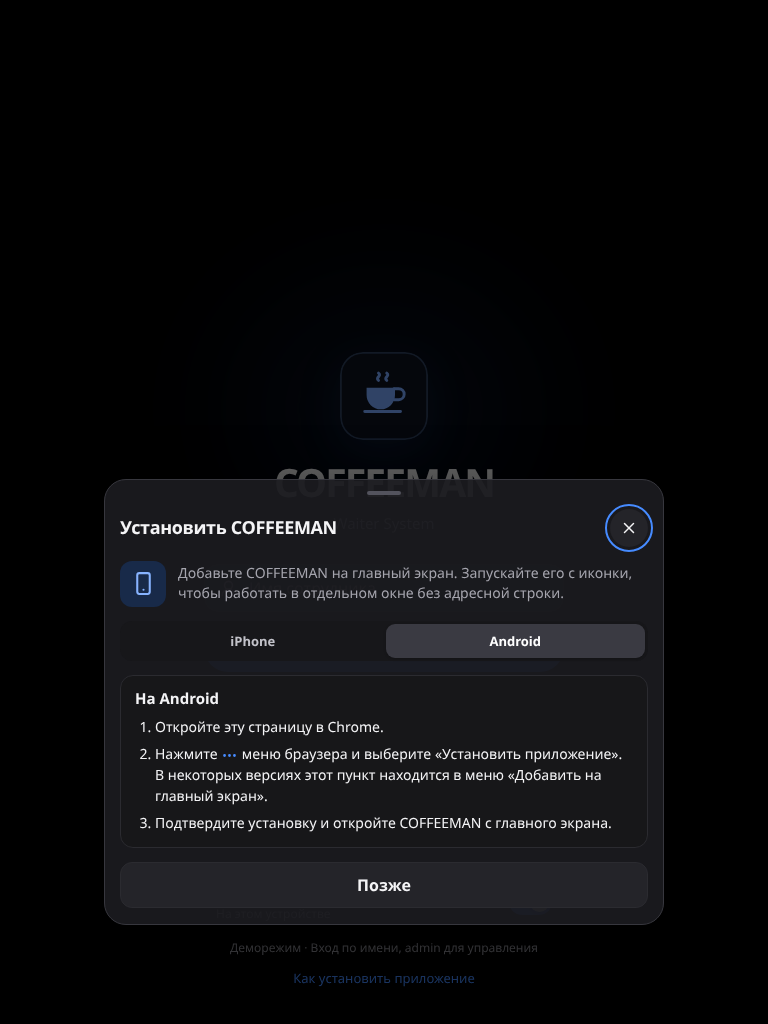 COFFEEMAN
Waiter System
Установить COFFEEMAN
Добавьте COFFEEMAN на главный экран. Запускайте его с иконки,
чтобы работать в отдельном окне без адресной строки.
iPhone Android
На Android
1. Откройте эту страницу в Chrome.
2. Нажмите ••• меню браузера и выберите «Установить приложение».
В некоторых версиях этот пункт находится в меню «Добавить на
главный экран».
3. Подтвердите установку и откройте COFFEEMAN с главного экрана.
Позже
Деморежим · Вход по имени, admin для управления
Как установить приложение